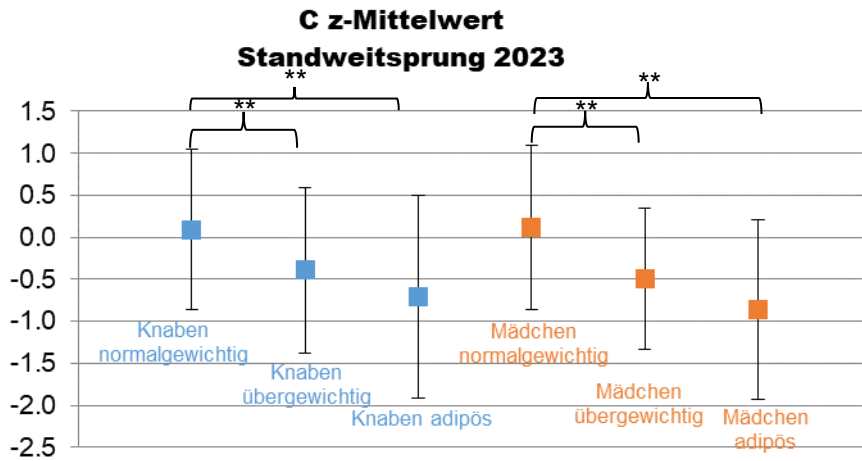 C z-Mittelwert
Standweitsprung 2023
**
**
**
**
1.5
1.0
0.5
0.0
-0.5
-1.0
-1.5
-2.0
-2.5
Knaben
normalgewichtig
Knaben
übergewichtig
Knaben adipös
Mädchen
normalgewichtig
Mädchen
übergewichtig
Mädchen
adipös